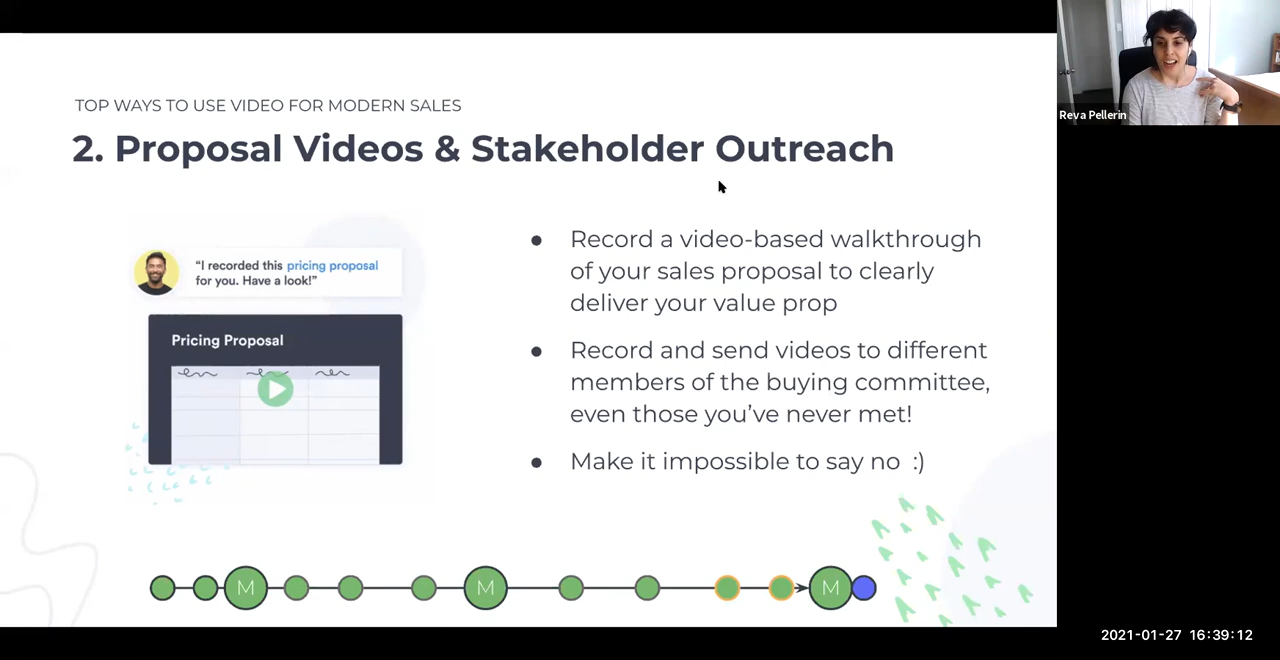 TOP WAYS TO USE VIDEO FOR MODERN SALES
2. Proposal Videos & Stakeholder Outreach
“I recorded this pricing proposal
for you. Have a look!”
Pricing Proposal
● Record a video-based walkthrough
of your sales proposal to clearly
deliver your value prop
● Record and send videos to different
members of the buying committee,
even those you’ve never met!
● Make it impossible to say no :)
M
M
M
Reva Pellerin
2021-01-27 16:39:12